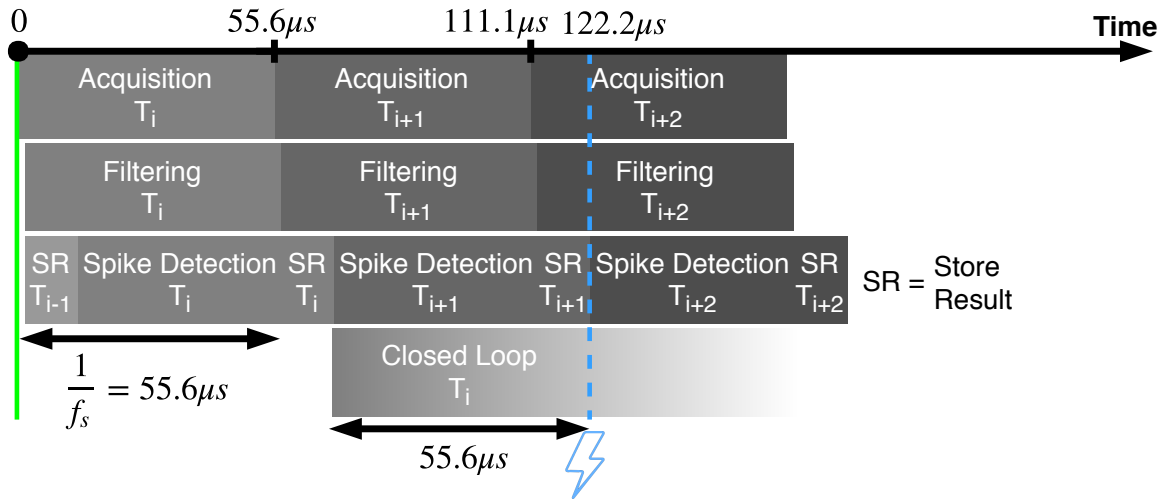 0 55.6μs 111.1μs 122.2μs Time
Acquisition Acquisition Acquisition
Tᵢ Tᵢ₊₁ Tᵢ₊₂
Filtering Filtering Filtering
Tᵢ Tᵢ₊₁ Tᵢ₊₂
SR Spike Detection SR Spike Detection SR Spike Detection SR
Tᵢ₋₁ Tᵢ Tᵢ Tᵢ₊₁ Tᵢ₊₁ Tᵢ₊₂ Tᵢ₊₂
SR = Store
Result
Closed Loop
Tᵢ
1/fₛ = 55.6μs
55.6μs